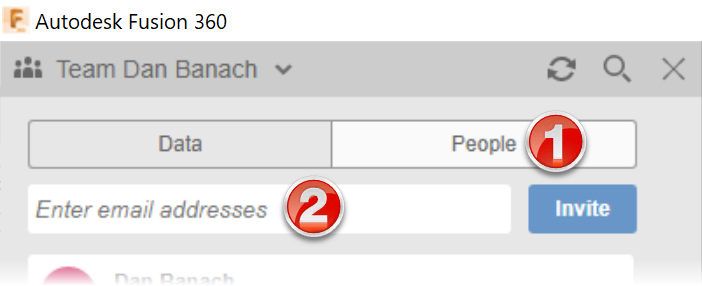 Autodesk Fusion 360
Team Dan Banach
Data People 1
Enter email addresses 2 Invite
Dan Banach